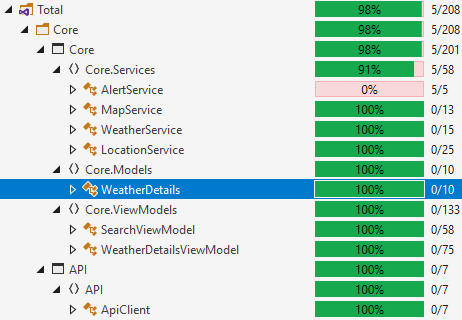 Total 98% 5/208
Core 98% 5/208
Core 98% 5/201
Core.Services 91% 5/58
AlertService 0% 5/5
MapService 100% 0/13
WeatherService 100% 0/15
LocationService 100% 0/25
Core.Models 100% 0/10
WeatherDetails 100% 0/10
Core.ViewModels 100% 0/133
SearchViewModel 100% 0/58
WeatherDetailsViewModel 100% 0/75
API 100% 0/7
API 100% 0/7
ApiClient 100% 0/7